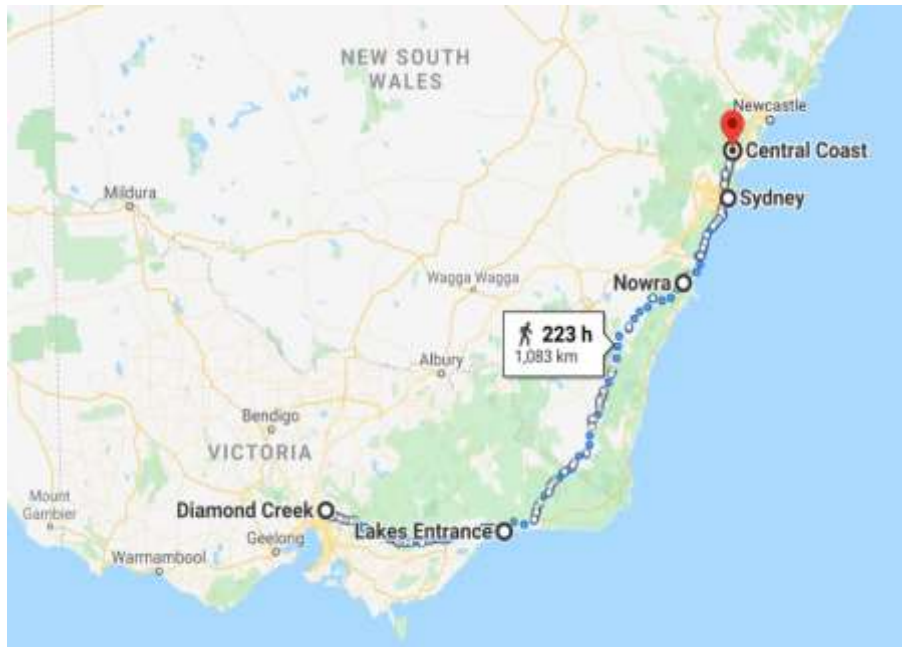 NEW SOUTH
WALES
Newcastle
Central Coast
Mildura
Sydney
Wagga Wagga
Nowra
223 h
1,083 km
Albury
Bendigo
VICTORIA
Mount
Gambier
Diamond Creek
Lakes Entrance
Geelong
Warrnambool